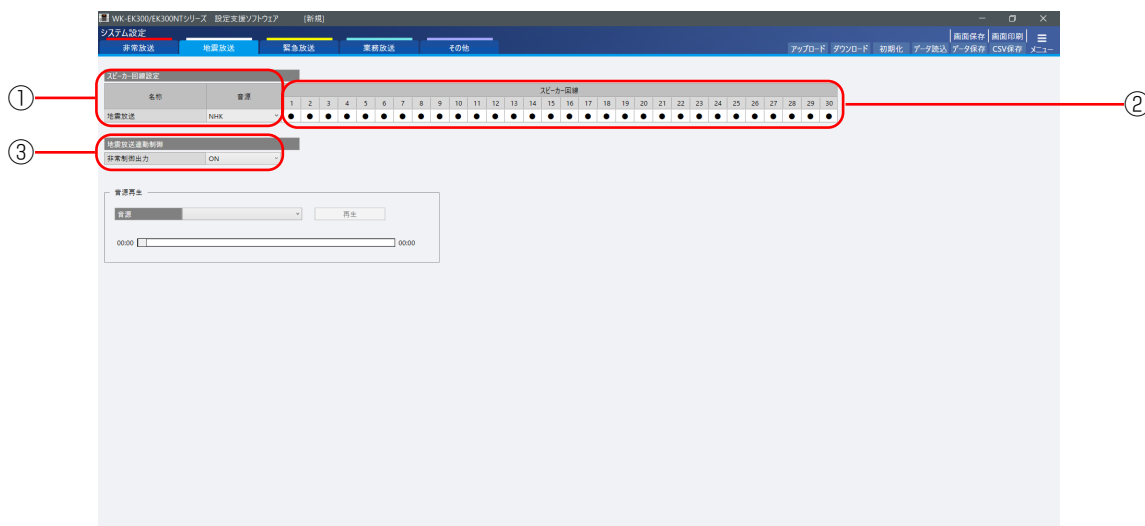 WK-EK300/EK300NTシリーズ 設定支援ソフトウェア [新規]
システム設定
画面保存 画面印刷
非常放送 地震放送 緊急放送 業務放送 その他
アップロード ダウンロード 初期化 データ読込 データ保存 CSV保存 メニュー
① スピーカー回線設定
名称 音源 スピーカー回線 ②
1 2 3 4 5 6 7 8 9 10 11 12 13 14 15 16 17 18 19 20 21 22 23 24 25 26 27 28 29 30
地震放送 NHK ● ● ● ● ● ● ● ● ● ● ● ● ● ● ● ● ● ● ● ● ● ● ● ● ● ● ● ● ● ●
③ 地震放送連動制御
非常制御出力 ON
音源再生
音源 再生
00:00 00:00